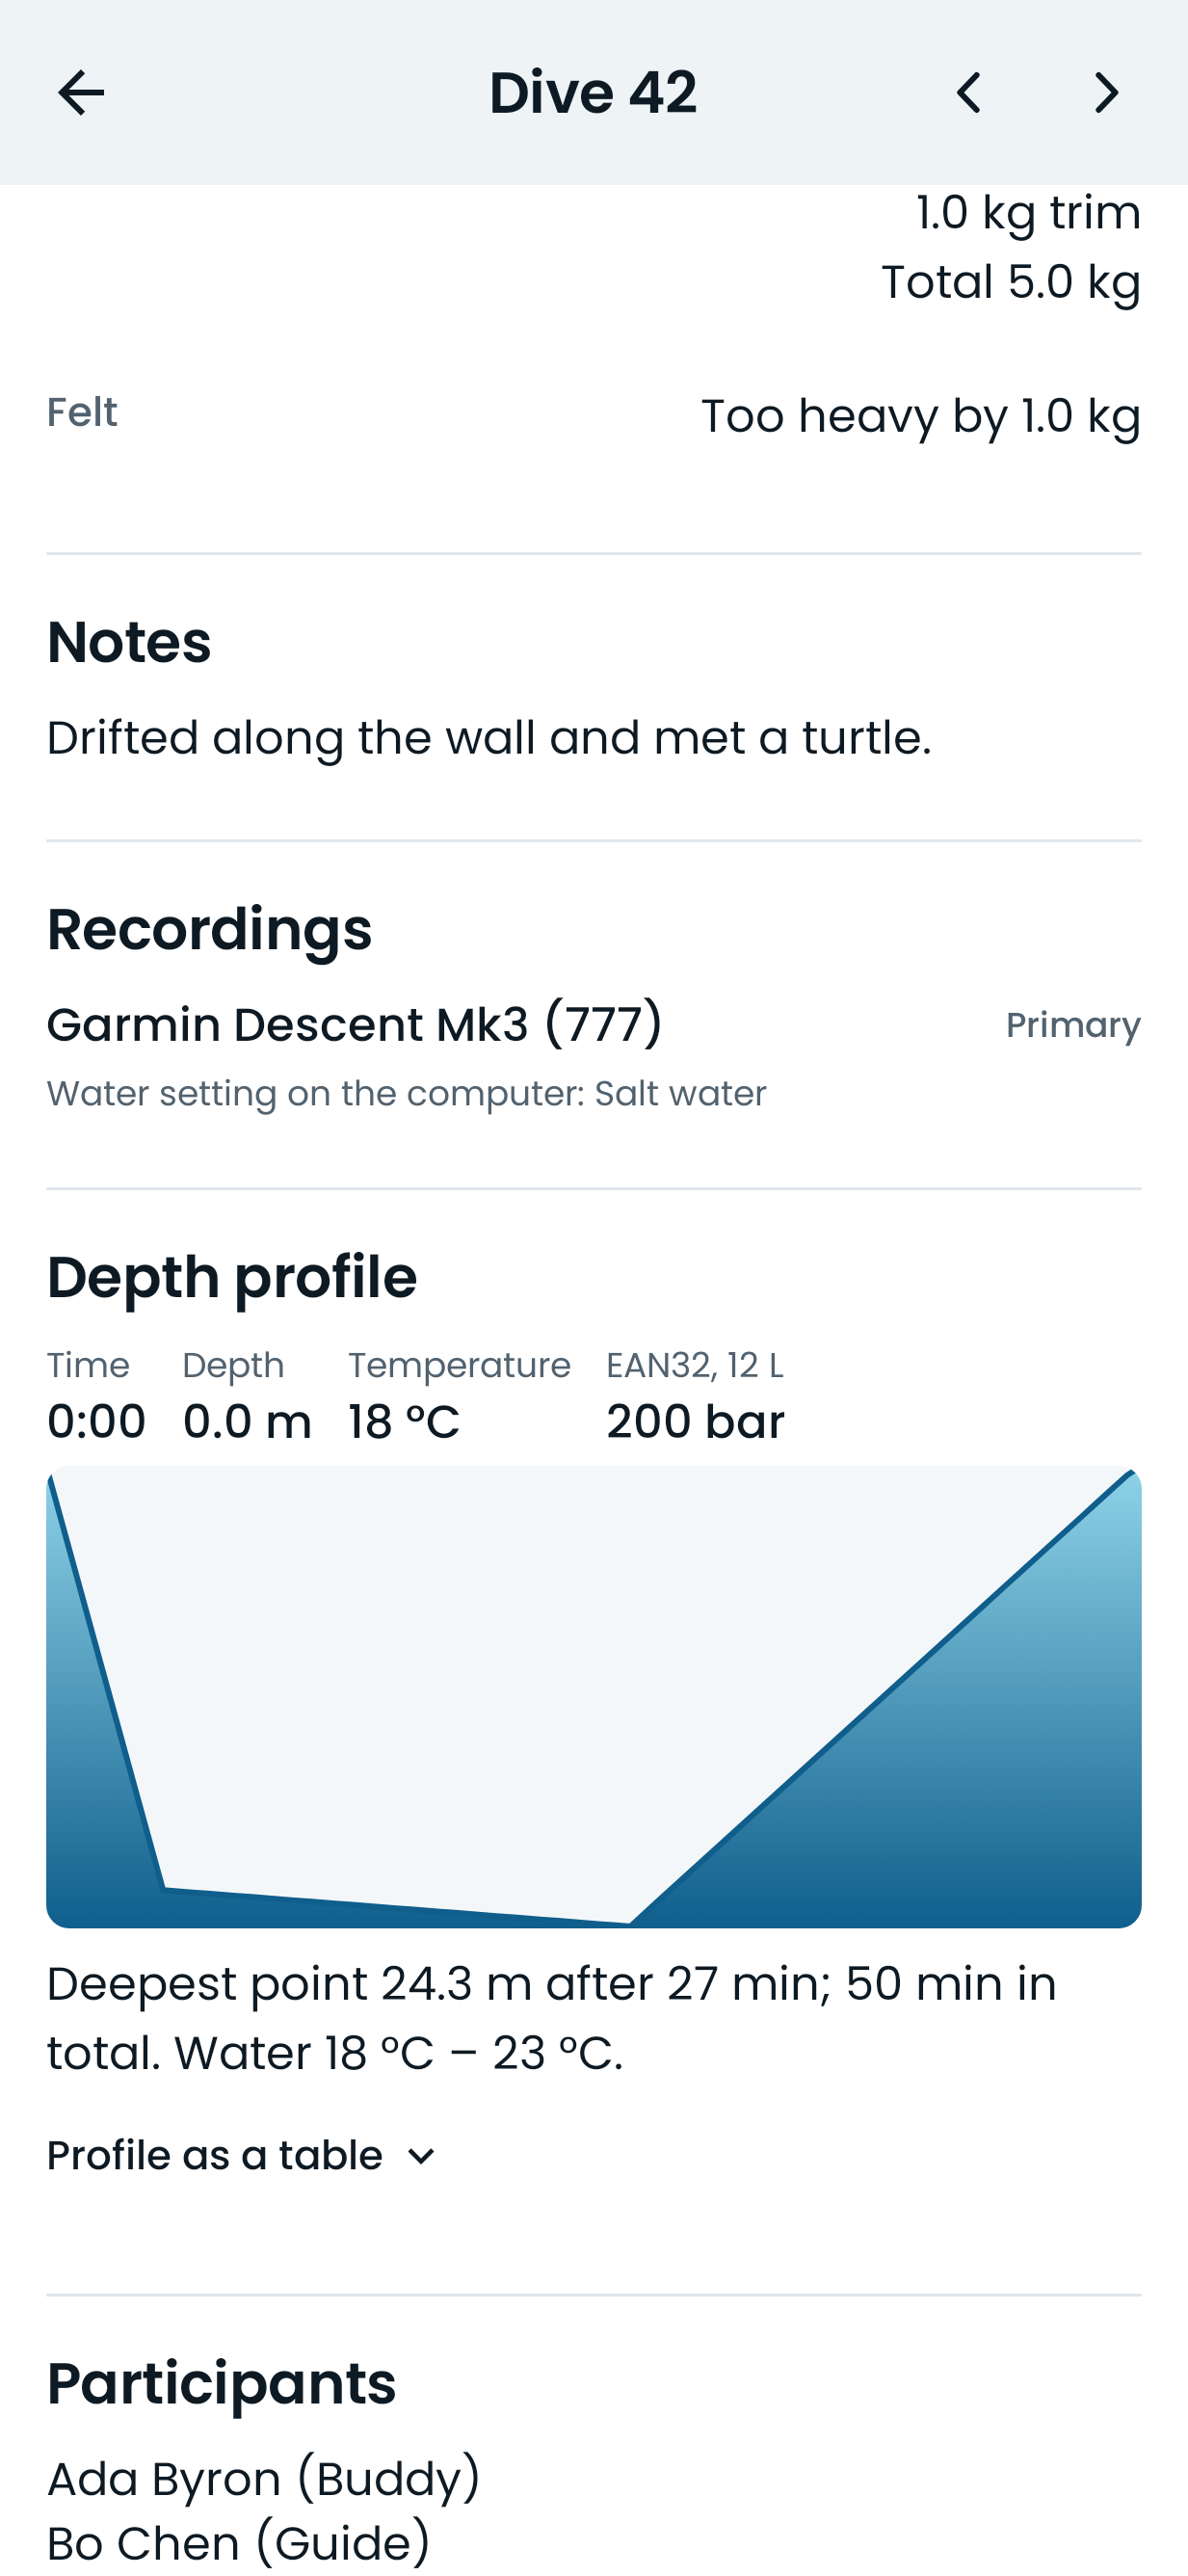 Dive 42
1.0 kg trim
Total 5.0 kg
Felt
Too heavy by 1.0 kg
Notes
Drifted along the wall and met a turtle.
Recordings
Garmin Descent Mk3 (777)
Primary
Water setting on the computer: Salt water
Depth profile
Time Depth Temperature EAN32, 12 L
0:00 0.0 m 18 °C 200 bar
Deepest point 24.3 m after 27 min; 50 min in
total. Water 18 °C – 23 °C.
Profile as a table
Participants
Ada Byron (Buddy)
Bo Chen (Guide)